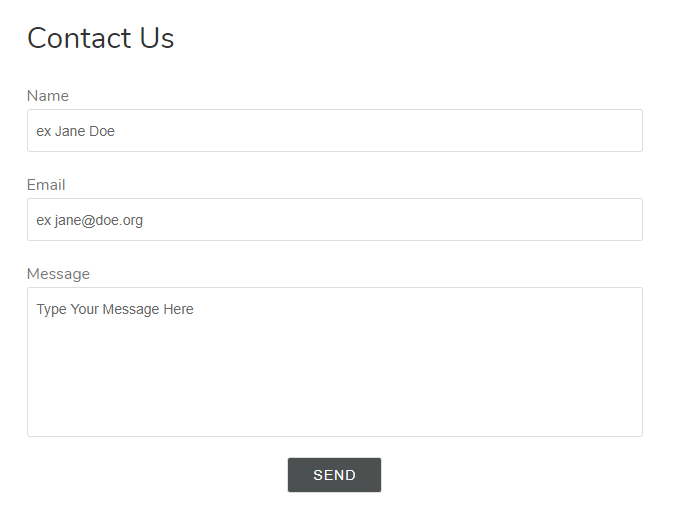 Contact Us
Name
ex Jane Doe
Email
ex jane@doe.org
Message
Type Your Message Here
SEND